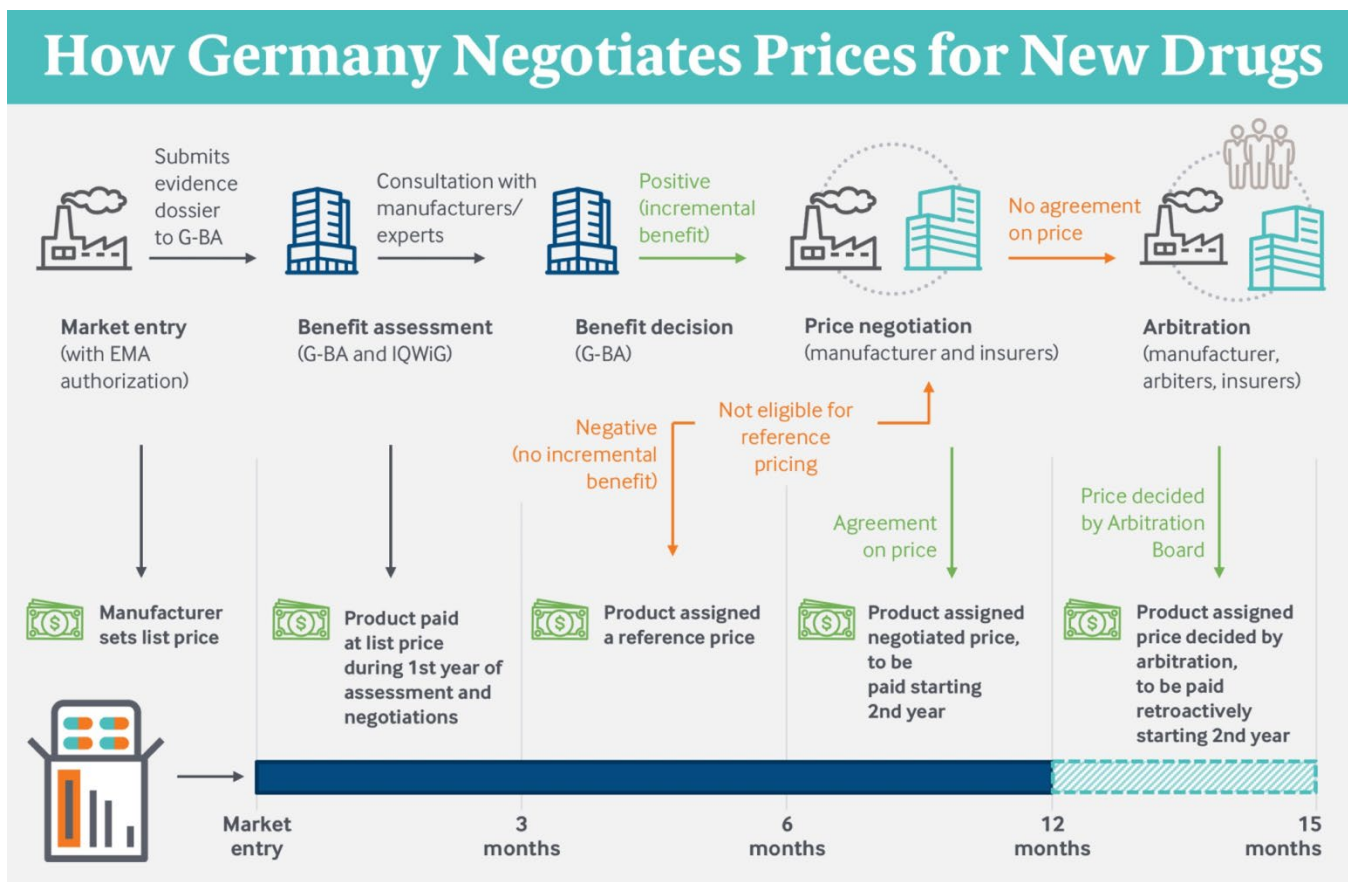 How Germany Negotiates Prices for New Drugs
Submits
evidence
dossier
to G-BA
Consultation with
manufacturers/
experts
Positive
(incremental
benefit)
No agreement
on price
Market entry
(with EMA
authorization)
Benefit assessment
(G-BA and IQWiG)
Benefit decision
(G-BA)
Price negotiation
(manufacturer and insurers)
Arbitration
(manufacturer,
arbiters, insurers)
Negative
(no incremental
benefit)
Not eligible for
reference
pricing
Agreement
on price
Price decided
by Arbitration
Board
Manufacturer
sets list price
Product paid
at list price
during 1st year of
assessment and
negotiations
Product assigned
a reference price
Product assigned
negotiated price,
to be
paid starting
2nd year
Product assigned
price decided by
arbitration,
to be paid
retroactively
starting 2nd year
Market
entry
3
months
6
months
12
months
15
months